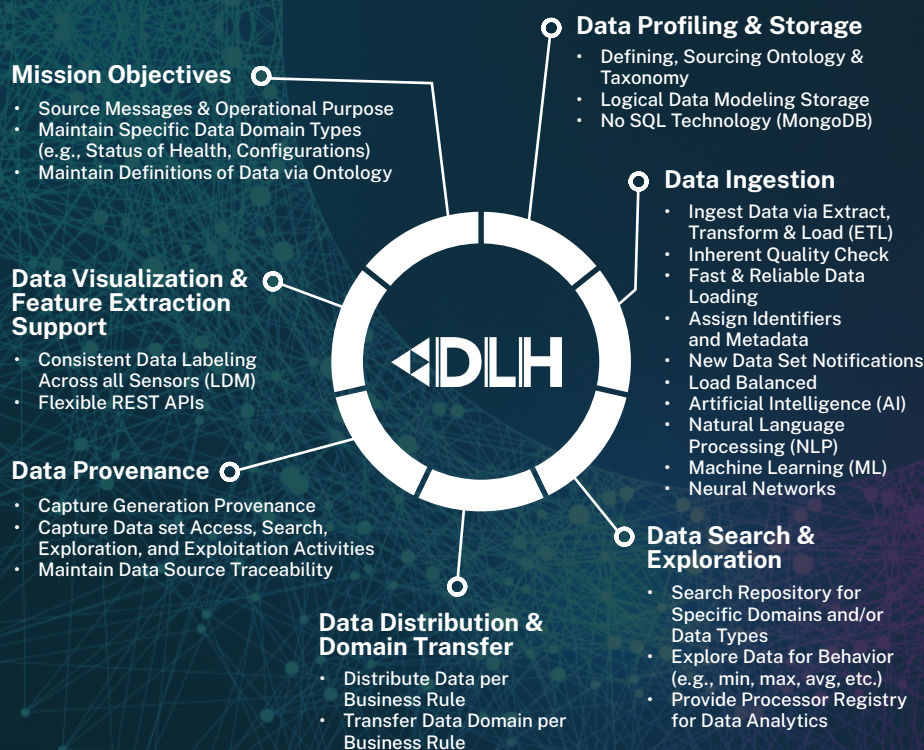 Mission Objectives
• Source Messages & Operational Purpose
• Maintain Specific Data Domain Types
(e.g., Status of Health, Configurations)
• Maintain Definitions of Data via Ontology
Data Profiling & Storage
• Defining, Sourcing Ontology &
Taxonomy
• Logical Data Modeling Storage
• No SQL Technology (MongoDB)
Data Ingestion
• Ingest Data via Extract,
Transform & Load (ETL)
• Inherent Quality Check
• Fast & Reliable Data
Loading
• Assign Identifiers
and Metadata
• New Data Set Notifications
• Load Balanced
• Artificial Intelligence (AI)
• Natural Language
Processing (NLP)
• Machine Learning (ML)
• Neural Networks
Data Visualization &
Feature Extraction
Support
• Consistent Data Labeling
Across all Sensors (LDM)
• Flexible REST APIs
DLH
Data Provenance
• Capture Generation Provenance
• Capture Data set Access, Search,
Exploration, and Exploitation Activities
• Maintain Data Source Traceability
Data Search &
Exploration
• Search Repository for
Specific Domains and/or
Data Types
• Explore Data for Behavior
(e.g., min, max, avg, etc.)
• Provide Processor Registry
for Data Analytics
Data Distribution &
Domain Transfer
• Distribute Data per
Business Rule
• Transfer Data Domain per
Business Rule